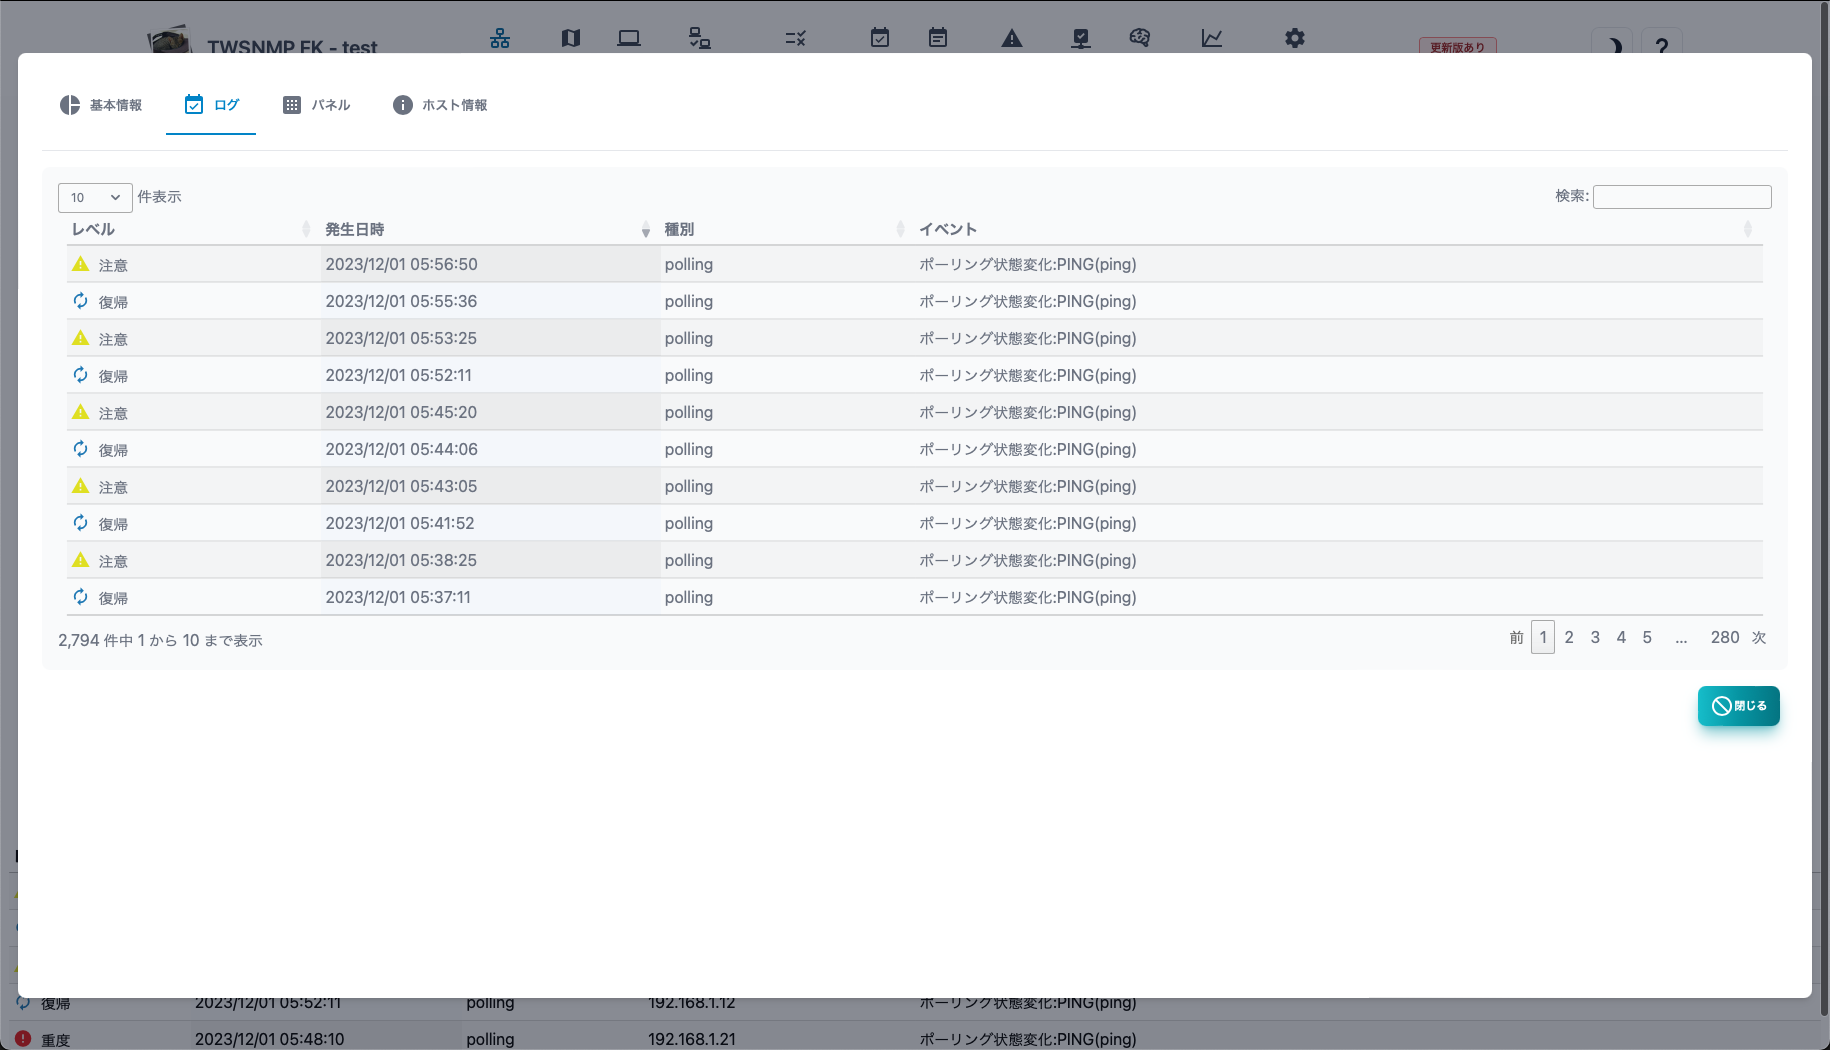 TWSNMP FK - test
更新版あり
?
基本情報 ログ パネル ホスト情報
10 件表示 検索:
レベル 発生日時 種別 イベント
注意 2023/12/01 05:56:50 polling ポーリング状態変化:PING(ping)
復帰 2023/12/01 05:55:36 polling ポーリング状態変化:PING(ping)
注意 2023/12/01 05:53:25 polling ポーリング状態変化:PING(ping)
復帰 2023/12/01 05:52:11 polling ポーリング状態変化:PING(ping)
注意 2023/12/01 05:45:20 polling ポーリング状態変化:PING(ping)
復帰 2023/12/01 05:44:06 polling ポーリング状態変化:PING(ping)
注意 2023/12/01 05:43:05 polling ポーリング状態変化:PING(ping)
復帰 2023/12/01 05:41:52 polling ポーリング状態変化:PING(ping)
注意 2023/12/01 05:38:25 polling ポーリング状態変化:PING(ping)
復帰 2023/12/01 05:37:11 polling ポーリング状態変化:PING(ping)
2,794 件中 1 から 10 まで表示 前 1 2 3 4 5 ... 280 次
閉じる
復帰 2023/12/01 05:52:11 polling 192.168.1.12 ポーリング状態変化:PING(ping)
重度 2023/12/01 05:48:10 polling 192.168.1.21 ポーリング状態変化:PING(ping)